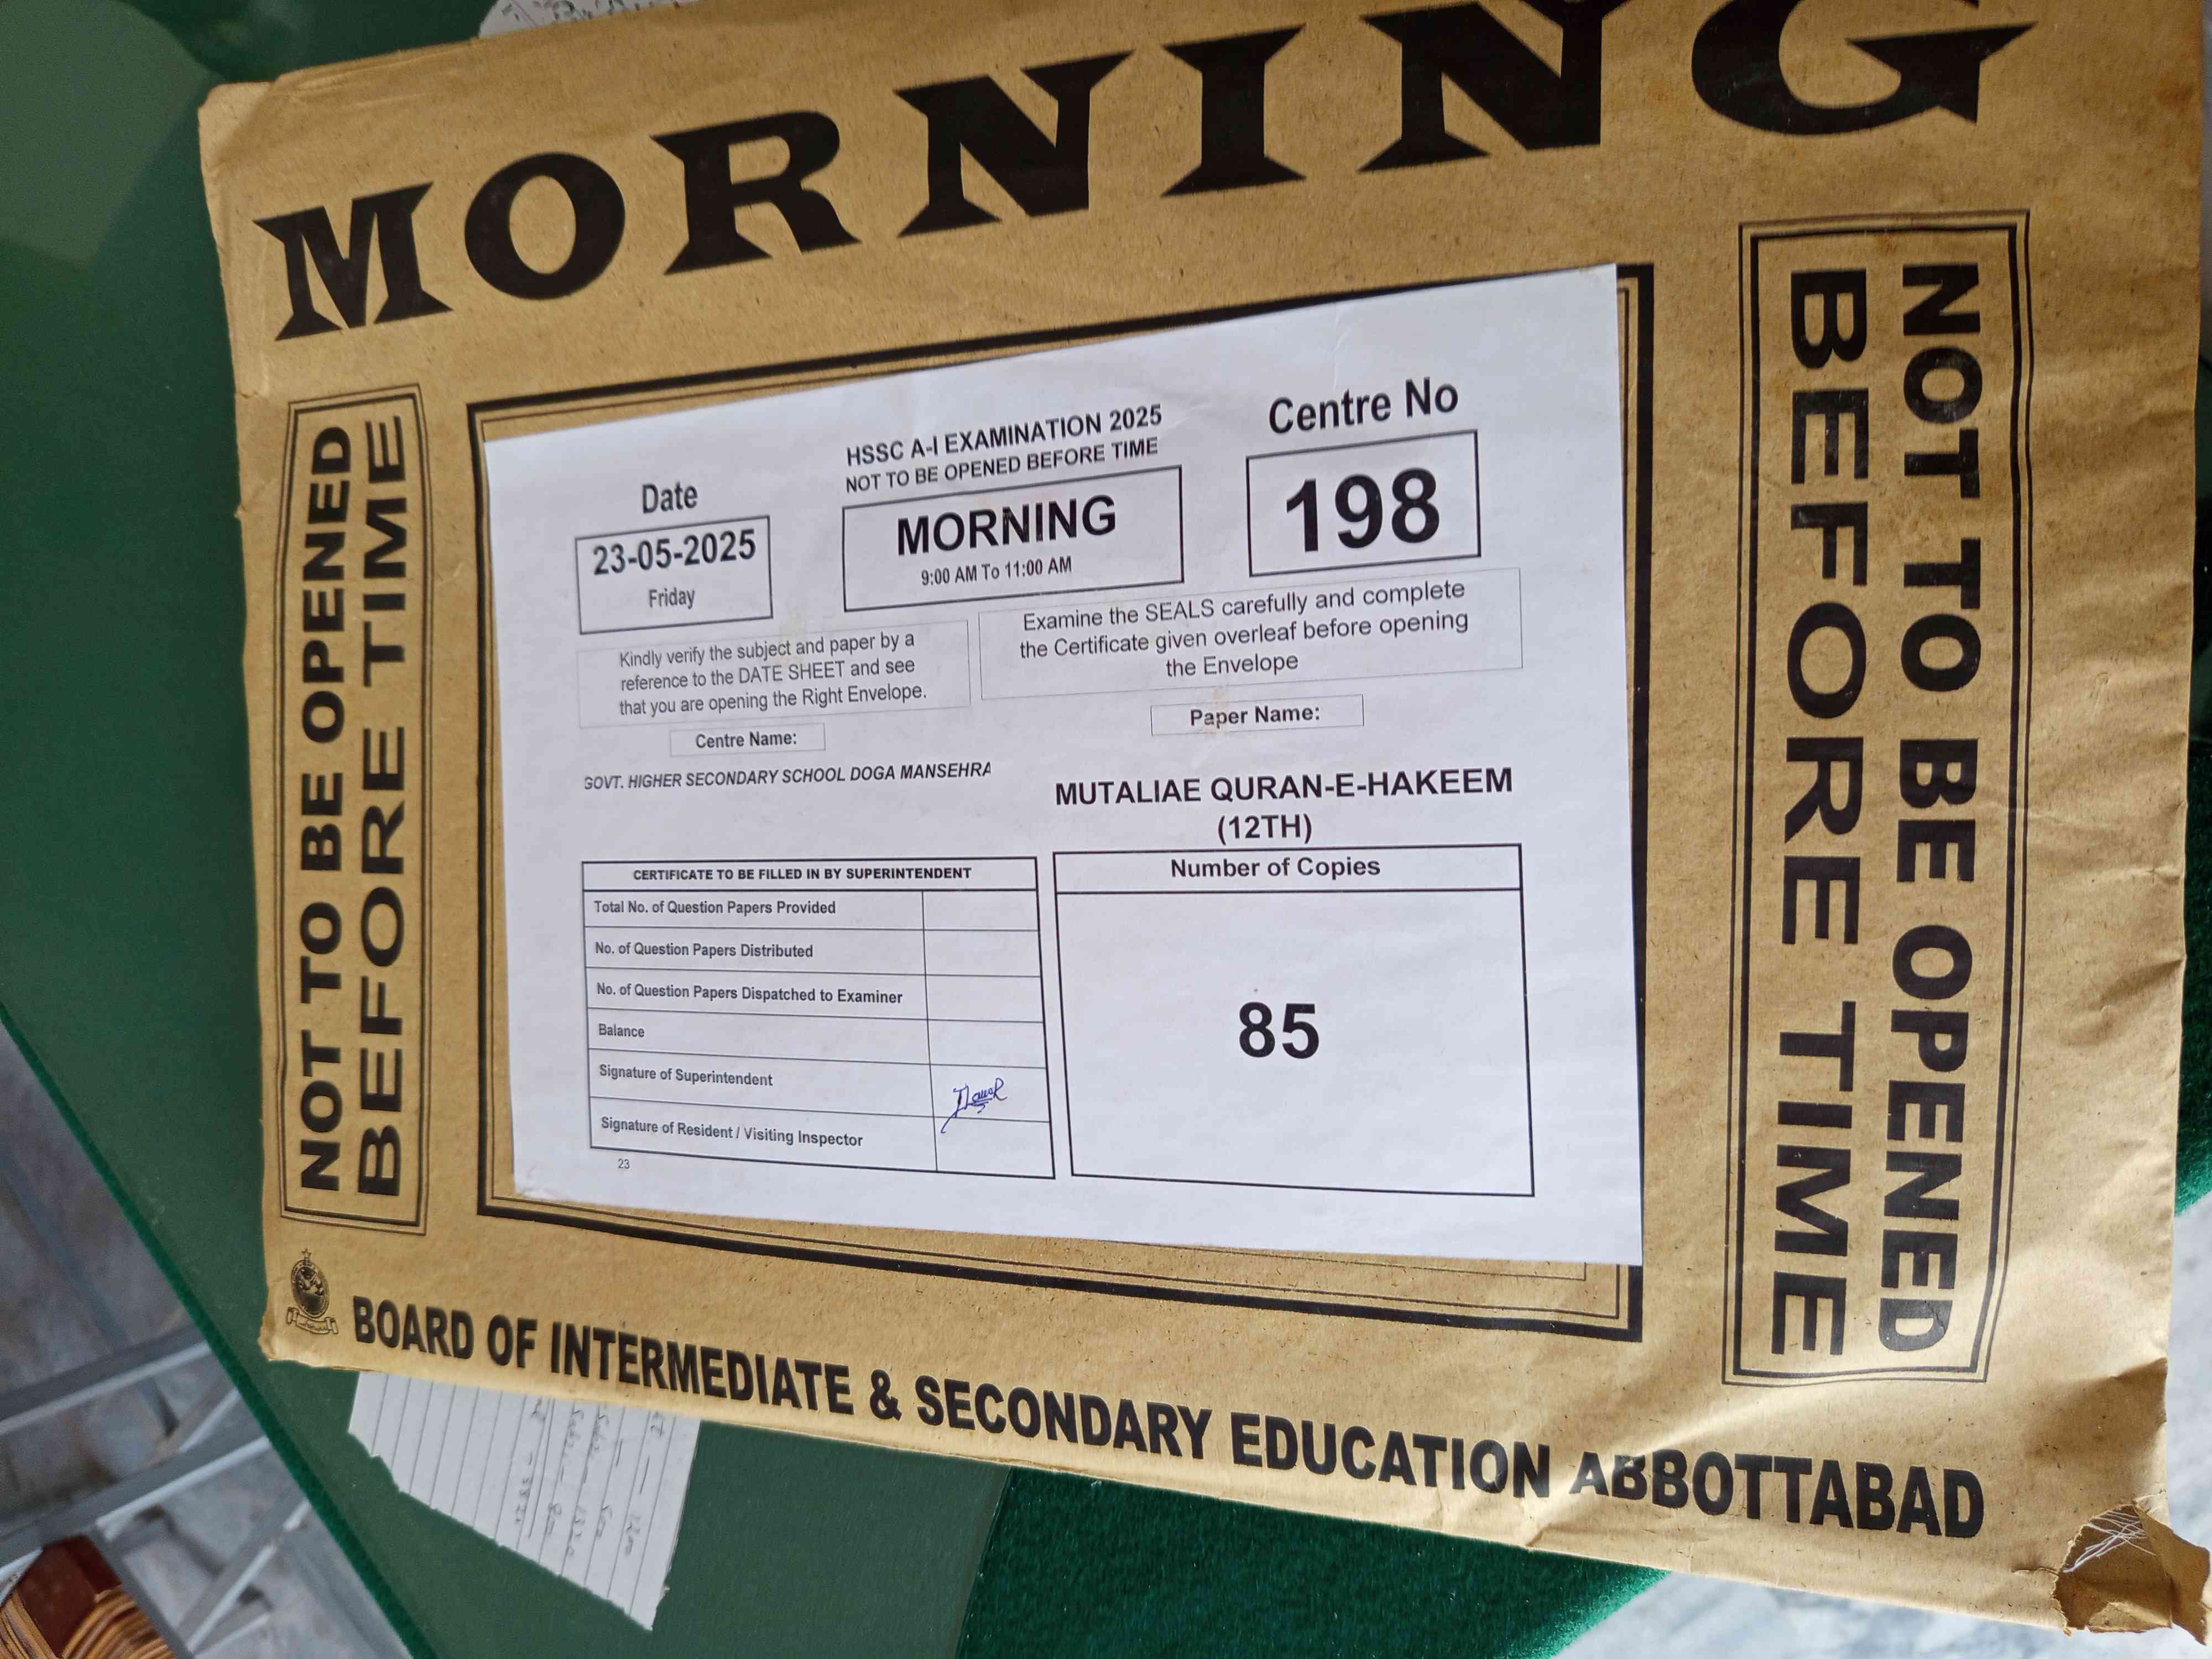 MORNING
NOT TO BE OPENED
BEFORE TIME
HSSC A-I EXAMINATION 2025
NOT TO BE OPENED BEFORE TIME
Date
23-05-2025
Friday
MORNING
9:00 AM To 11:00 AM
Centre No
198
Kindly verify the subject and paper by a
reference to the DATE SHEET and see
that you are opening the Right Envelope.
Examine the SEALS carefully and complete
the Certificate given overleaf before opening
the Envelope
Centre Name:
GOVT. HIGHER SECONDARY SCHOOL DOGA MANSEHRA
Paper Name:
MUTALIAE QURAN-E-HAKEEM
(12TH)
CERTIFICATE TO BE FILLED IN BY SUPERINTENDENT
Total No. of Question Papers Provided
No. of Question Papers Distributed
No. of Question Papers Dispatched to Examiner
Balance
Signature of Superintendent
Signature of Resident / Visiting Inspector
23
Number of Copies
85
NOT TO BE OPENED
BEFORE TIME
BOARD OF INTERMEDIATE & SECONDARY EDUCATION ABBOTTABAD